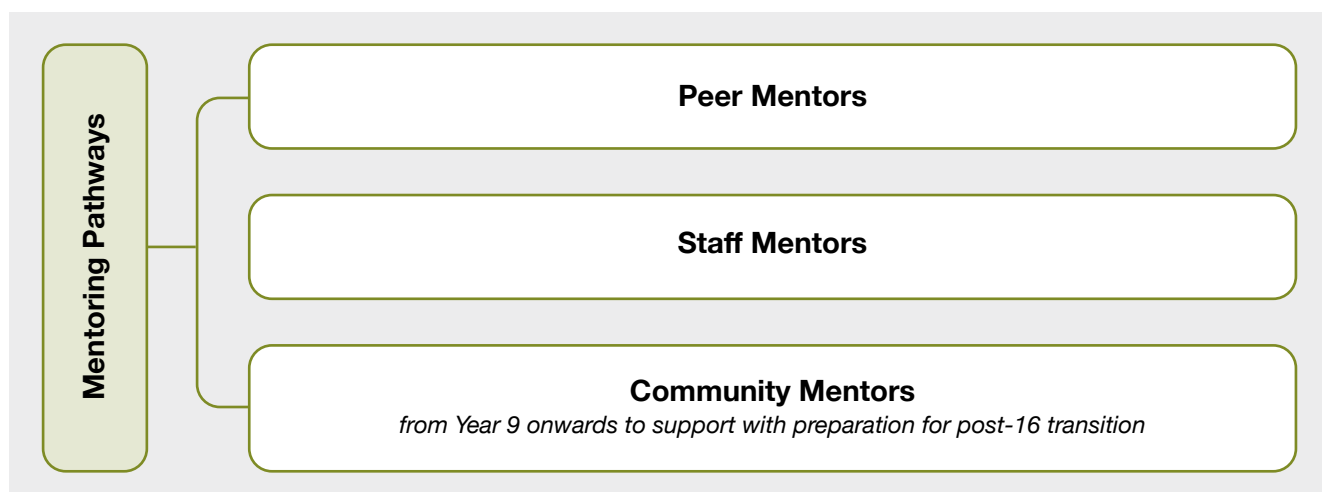 Mentoring Pathways
Peer Mentors
Staff Mentors
Community Mentors
from Year 9 onwards to support with preparation for post-16 transition